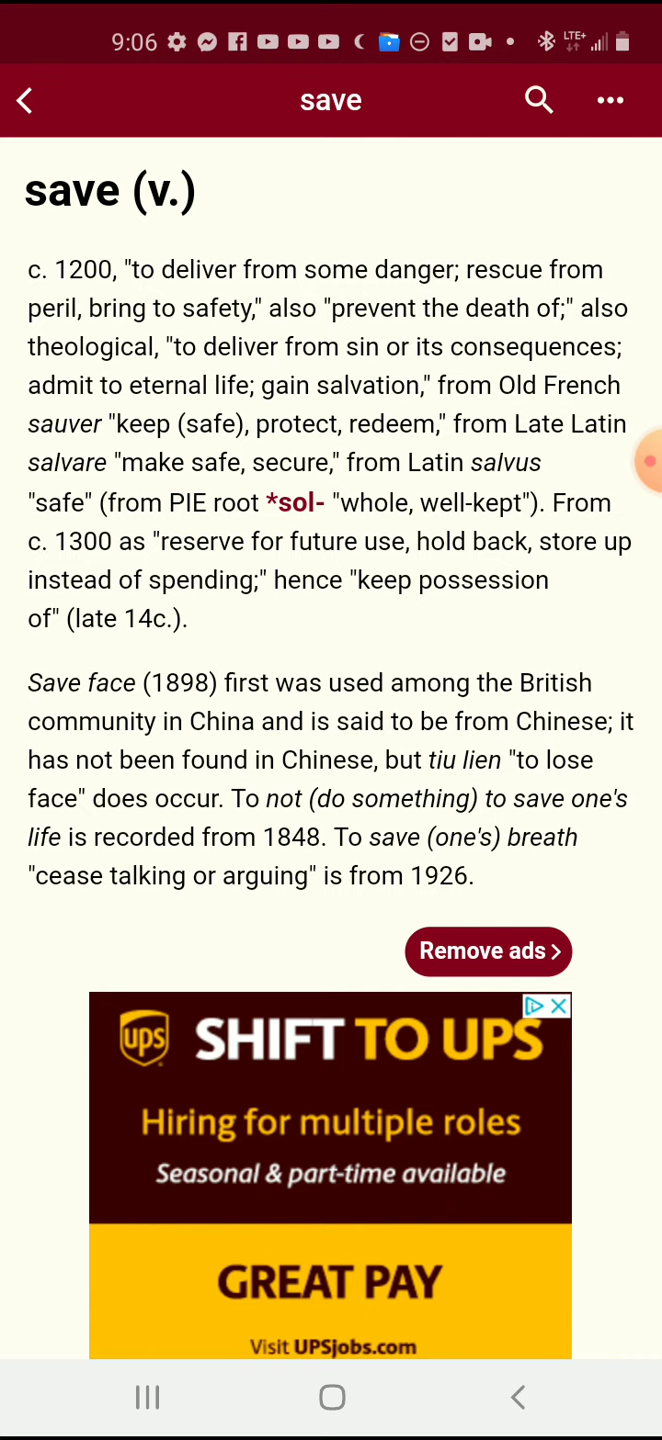 9:06 LTE+
save
save (v.)
c. 1200, "to deliver from some danger; rescue from
peril, bring to safety," also "prevent the death of;" also
theological, "to deliver from sin or its consequences;
admit to eternal life; gain salvation," from Old French
sauver "keep (safe), protect, redeem," from Late Latin
salvare "make safe, secure," from Latin salvus
"safe" (from PIE root *sol- "whole, well-kept"). From
c. 1300 as "reserve for future use, hold back, store up
instead of spending;" hence "keep possession
of" (late 14c.).
Save face (1898) first was used among the British
community in China and is said to be from Chinese; it
has not been found in Chinese, but tiu lien "to lose
face" does occur. To not (do something) to save one's
life is recorded from 1848. To save (one's) breath
"cease talking or arguing" is from 1926.
Remove ads
ups SHIFT TO UPS
Hiring for multiple roles
Seasonal & part-time available
GREAT PAY
Visit UPSjobs.com